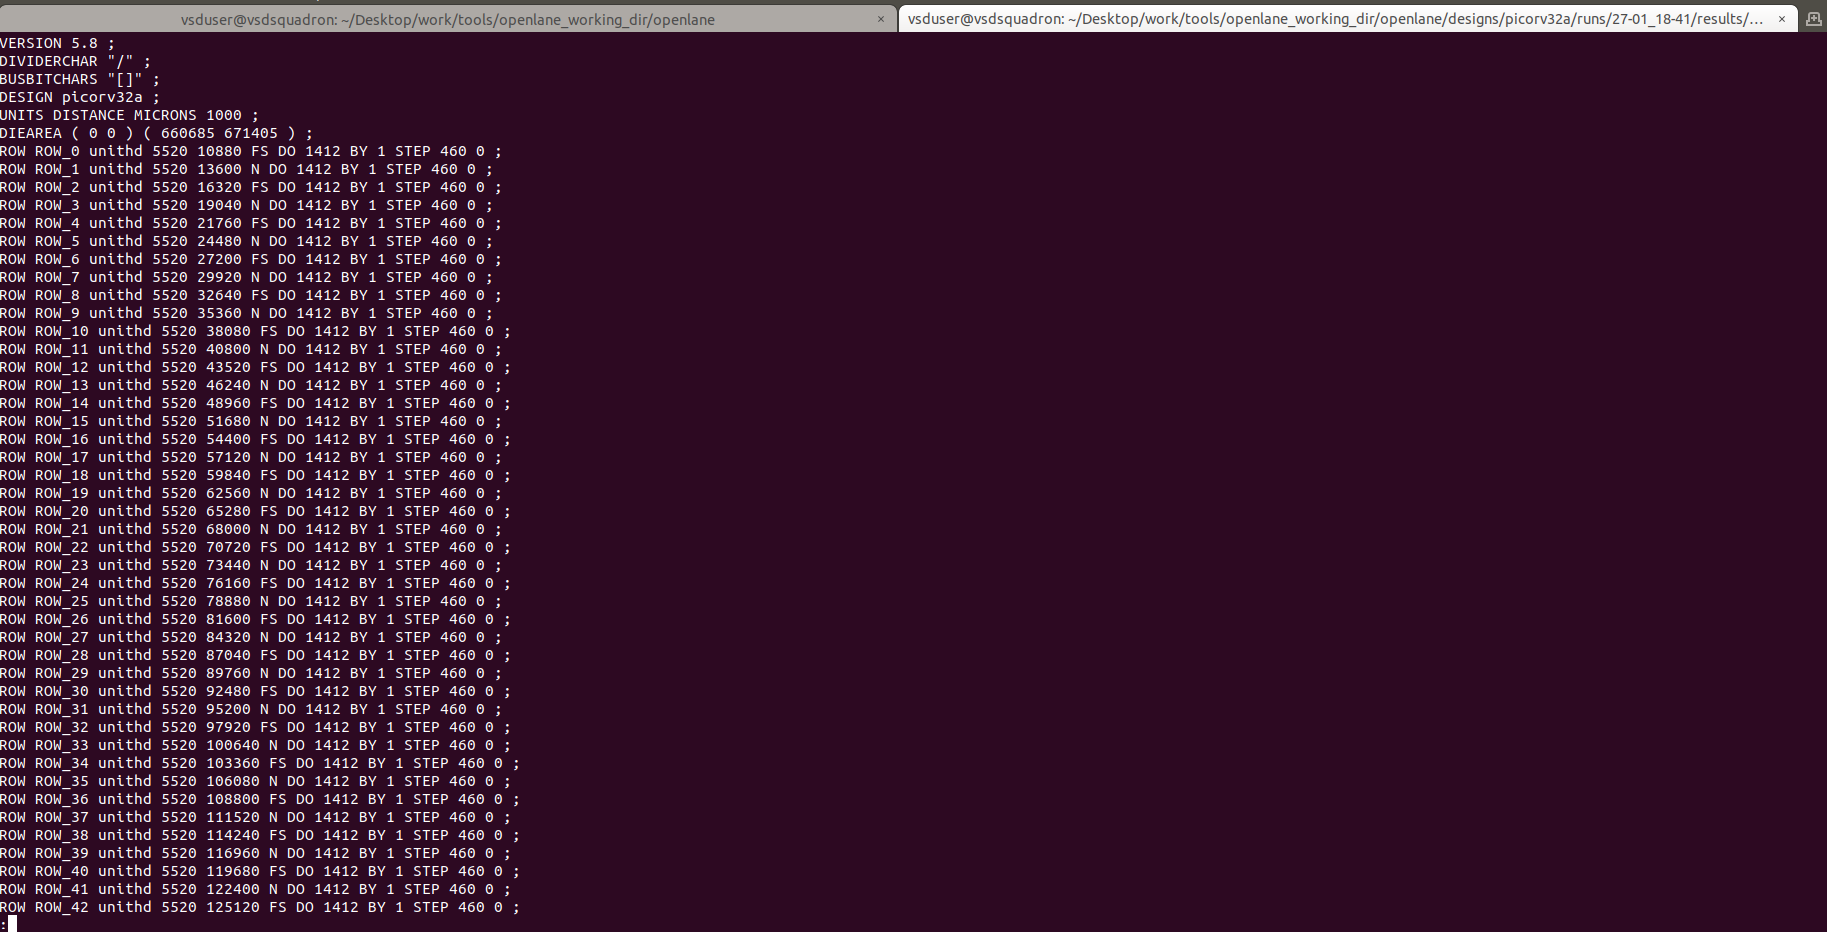 vsduser@vsdsquadron: ~/Desktop/work/tools/openlane_working_dir/openlane × vsduser@vsdsquadron: ~/Desktop/work/tools/openlane_working_dir/openlane/designs/picorv32a/runs/27-01_18-41/results/... ×
VERSION 5.8 ;
DIVIDERCHAR "/" ;
BUSBITCHARS "[]" ;
DESIGN picorv32a ;
UNITS DISTANCE MICRONS 1000 ;
DIEAREA ( 0 0 ) ( 660685 671405 ) ;
ROW ROW_0 unithd 5520 10880 FS DO 1412 BY 1 STEP 460 0 ;
ROW ROW_1 unithd 5520 13600 N DO 1412 BY 1 STEP 460 0 ;
ROW ROW_2 unithd 5520 16320 FS DO 1412 BY 1 STEP 460 0 ;
ROW ROW_3 unithd 5520 19040 N DO 1412 BY 1 STEP 460 0 ;
ROW ROW_4 unithd 5520 21760 FS DO 1412 BY 1 STEP 460 0 ;
ROW ROW_5 unithd 5520 24480 N DO 1412 BY 1 STEP 460 0 ;
ROW ROW_6 unithd 5520 27200 FS DO 1412 BY 1 STEP 460 0 ;
ROW ROW_7 unithd 5520 29920 N DO 1412 BY 1 STEP 460 0 ;
ROW ROW_8 unithd 5520 32640 FS DO 1412 BY 1 STEP 460 0 ;
ROW ROW_9 unithd 5520 35360 N DO 1412 BY 1 STEP 460 0 ;
ROW ROW_10 unithd 5520 38080 FS DO 1412 BY 1 STEP 460 0 ;
ROW ROW_11 unithd 5520 40800 N DO 1412 BY 1 STEP 460 0 ;
ROW ROW_12 unithd 5520 43520 FS DO 1412 BY 1 STEP 460 0 ;
ROW ROW_13 unithd 5520 46240 N DO 1412 BY 1 STEP 460 0 ;
ROW ROW_14 unithd 5520 48960 FS DO 1412 BY 1 STEP 460 0 ;
ROW ROW_15 unithd 5520 51680 N DO 1412 BY 1 STEP 460 0 ;
ROW ROW_16 unithd 5520 54400 FS DO 1412 BY 1 STEP 460 0 ;
ROW ROW_17 unithd 5520 57120 N DO 1412 BY 1 STEP 460 0 ;
ROW ROW_18 unithd 5520 59840 FS DO 1412 BY 1 STEP 460 0 ;
ROW ROW_19 unithd 5520 62560 N DO 1412 BY 1 STEP 460 0 ;
ROW ROW_20 unithd 5520 65280 FS DO 1412 BY 1 STEP 460 0 ;
ROW ROW_21 unithd 5520 68000 N DO 1412 BY 1 STEP 460 0 ;
ROW ROW_22 unithd 5520 70720 FS DO 1412 BY 1 STEP 460 0 ;
ROW ROW_23 unithd 5520 73440 N DO 1412 BY 1 STEP 460 0 ;
ROW ROW_24 unithd 5520 76160 FS DO 1412 BY 1 STEP 460 0 ;
ROW ROW_25 unithd 5520 78880 N DO 1412 BY 1 STEP 460 0 ;
ROW ROW_26 unithd 5520 81600 FS DO 1412 BY 1 STEP 460 0 ;
ROW ROW_27 unithd 5520 84320 N DO 1412 BY 1 STEP 460 0 ;
ROW ROW_28 unithd 5520 87040 FS DO 1412 BY 1 STEP 460 0 ;
ROW ROW_29 unithd 5520 89760 N DO 1412 BY 1 STEP 460 0 ;
ROW ROW_30 unithd 5520 92480 FS DO 1412 BY 1 STEP 460 0 ;
ROW ROW_31 unithd 5520 95200 N DO 1412 BY 1 STEP 460 0 ;
ROW ROW_32 unithd 5520 97920 FS DO 1412 BY 1 STEP 460 0 ;
ROW ROW_33 unithd 5520 100640 N DO 1412 BY 1 STEP 460 0 ;
ROW ROW_34 unithd 5520 103360 FS DO 1412 BY 1 STEP 460 0 ;
ROW ROW_35 unithd 5520 106080 N DO 1412 BY 1 STEP 460 0 ;
ROW ROW_36 unithd 5520 108800 FS DO 1412 BY 1 STEP 460 0 ;
ROW ROW_37 unithd 5520 111520 N DO 1412 BY 1 STEP 460 0 ;
ROW ROW_38 unithd 5520 114240 FS DO 1412 BY 1 STEP 460 0 ;
ROW ROW_39 unithd 5520 116960 N DO 1412 BY 1 STEP 460 0 ;
ROW ROW_40 unithd 5520 119680 FS DO 1412 BY 1 STEP 460 0 ;
ROW ROW_41 unithd 5520 122400 N DO 1412 BY 1 STEP 460 0 ;
ROW ROW_42 unithd 5520 125120 FS DO 1412 BY 1 STEP 460 0 ;
: